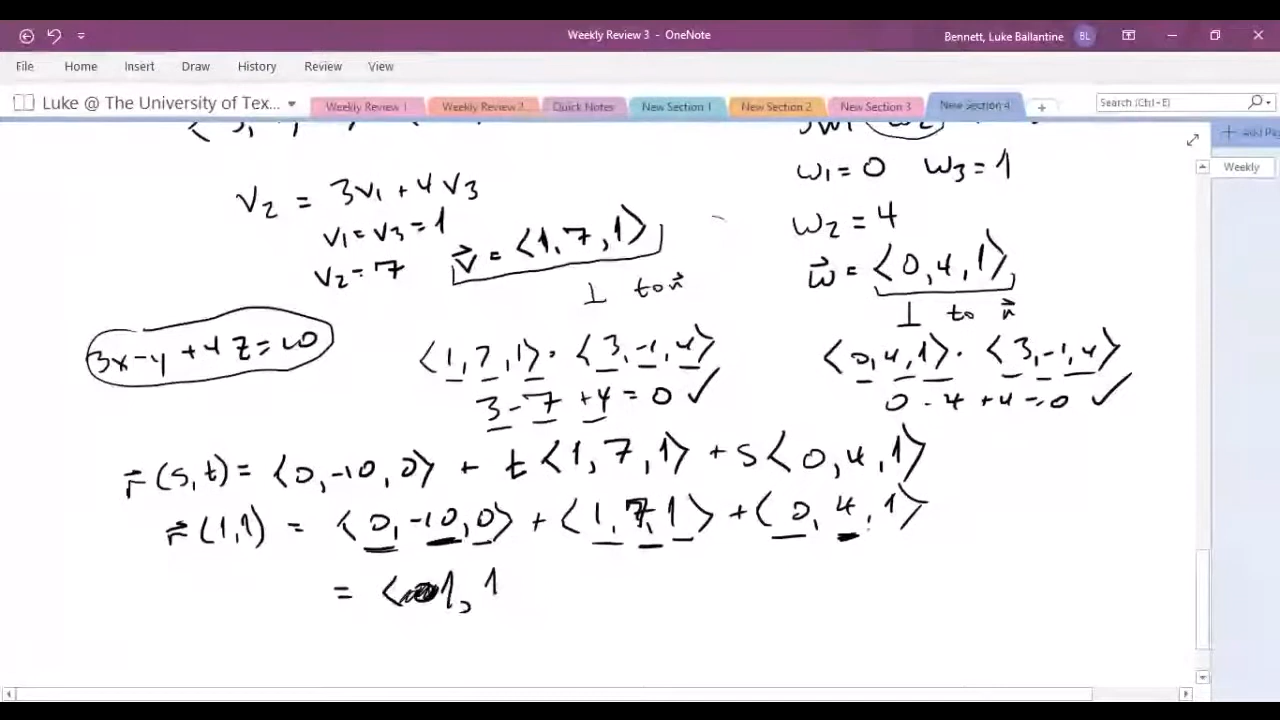 Weekly Review 3 - OneNote
Bennett, Luke Ballantine BL
File Home Insert Draw History Review View
Luke @ The University of Tex...
Weekly Review 1 Weekly Review 2 Quick Notes New Section 1 New Section 2 New Section 3 New Section 4 +
Search (Ctrl+E)
+ Add Pag
Weekly
V2 = 3V1 + 4V3
V1 = V3 = 1
V2 = 7
v⃗ = <1, 7, 1>
⊥ to n⃗
w1 = 0 w3 = 1
w2 = 4
w⃗ = <0, 4, 1>
⊥ to n⃗
3x - y + 4z = 10
<1, 7, 1> · <3, -1, 4>
3 - 7 + 4 = 0 ✓
<0, 4, 1> · <3, -1, 4>
0 - 4 + 4 = 0 ✓
r⃗(s, t) = <0, -10, 0> + t<1, 7, 1> + s<0, 4, 1>
r⃗(1, 1) = <0, -10, 0> + <1, 7, 1> + <0, 4, 1>
= <1, 1